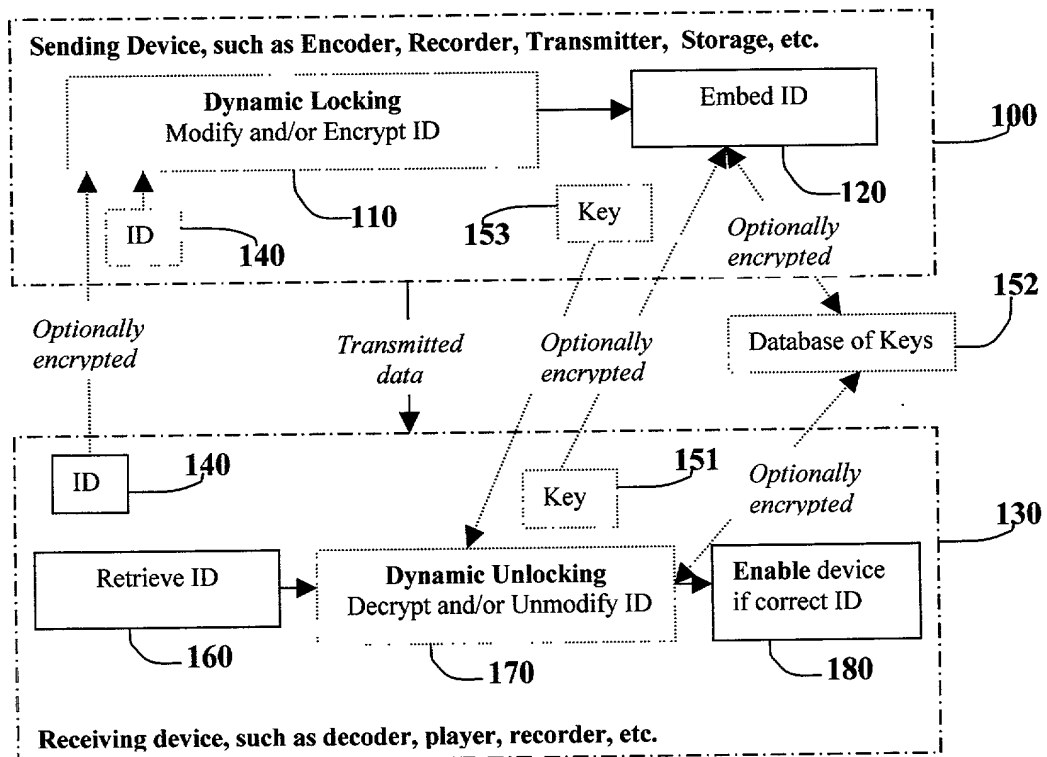 Sending Device, such as Encoder, Recorder, Transmitter, Storage, etc.
Dynamic Locking
Modify and/or Encrypt ID
Embed ID
100
110
120
ID
140
153
Key
Optionally
encrypted
152
Optionally
encrypted
Transmitted
data
Optionally
encrypted
Database of Keys
ID
140
Key
151
Optionally
encrypted
130
Retrieve ID
Dynamic Unlocking
Decrypt and/or Unmodify ID
Enable device
if correct ID
160
170
180
Receiving device, such as decoder, player, recorder, etc.